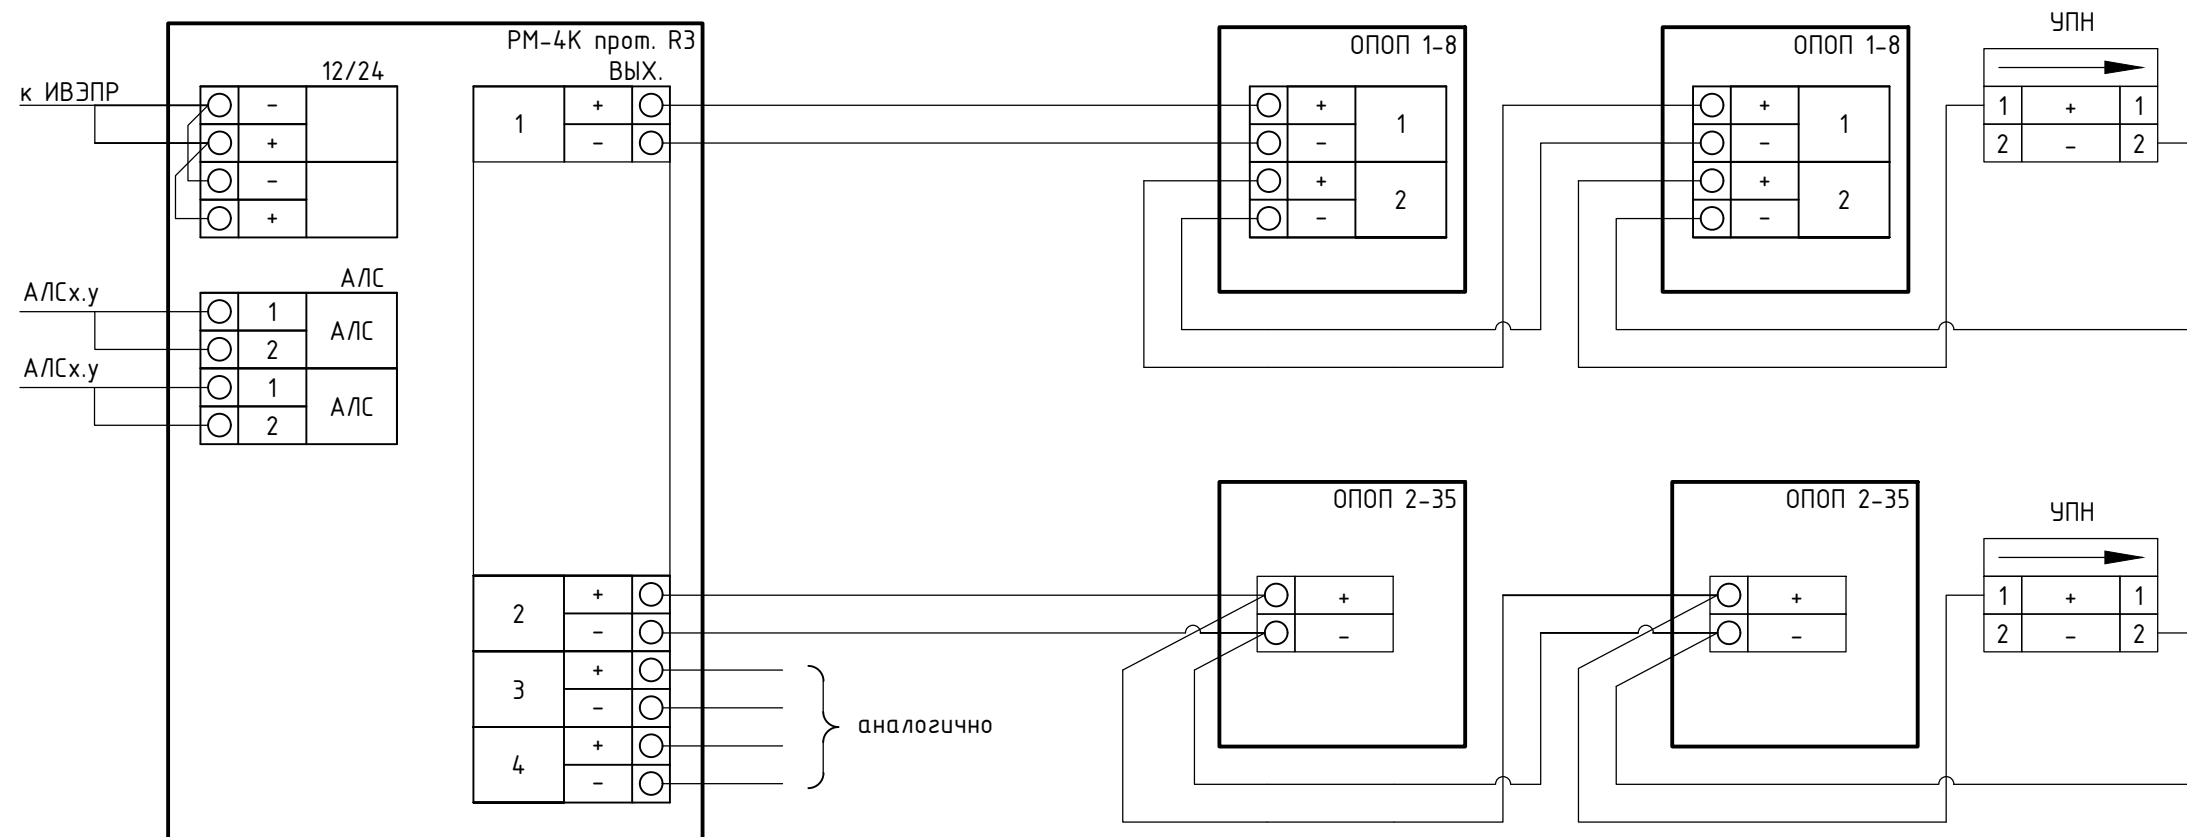 РМ-4К прот. R3
12/24
ВЫХ.
к ИВЭПР
-
+
-
+
АЛС
АЛСх.у
1
2
АЛС
АЛСх.у
1
2
АЛС
1
+
-
2
+
-
3
+
-
4
+
-
аналогично
ОПОП 1-8
+
-
1
+
-
2
ОПОП 1-8
+
-
1
+
-
2
УПН
1 + 1
2 - 2
ОПОП 2-35
+
-
ОПОП 2-35
+
-
УПН
1 + 1
2 - 2